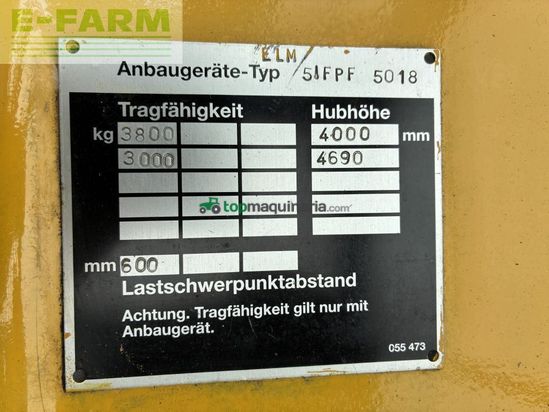 E-FARM
ELM/
Anbaugeräte-Typ 51FPF 5018
Tragfähigkeit Hubhöhe
kg 3800 4000 mm
3000 4690
topmaquinaria.com
mm 600
Lastschwerpunktabstand
Achtung. Tragfähigkeit gilt nur mit
Anbaugerät.
055 473